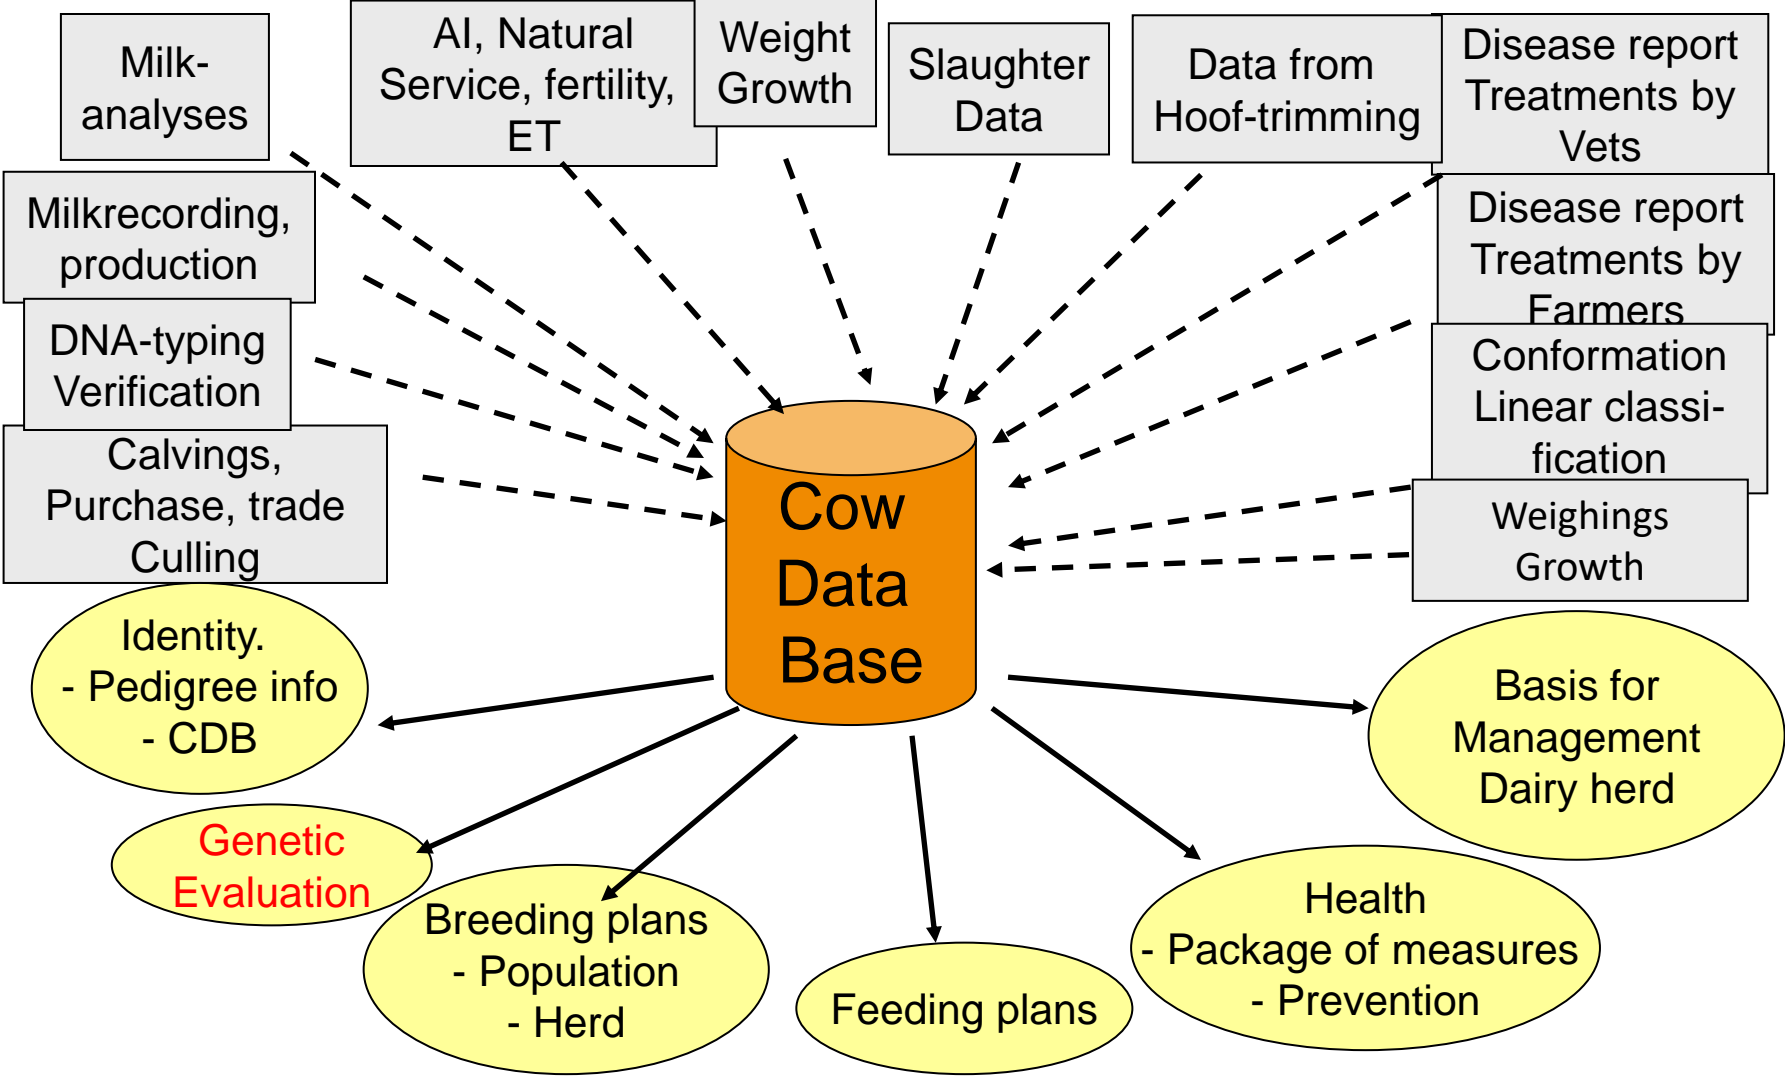 Milk-
analyses
AI, Natural
Service, fertility,
ET
Weight
Growth
Slaughter
Data
Data from
Hoof-trimming
Disease report
Treatments by
Vets
Milkrecording,
production
Disease report
Treatments by
Farmers
DNA-typing
Verification
Conformation
Linear classi-
fication
Calvings,
Purchase, trade
Culling
Weighings
Growth
Cow
Data
Base
Identity.
- Pedigree info
- CDB
Basis for
Management
Dairy herd
Genetic
Evaluation
Breeding plans
- Population
- Herd
Feeding plans
Health
- Package of measures
- Prevention